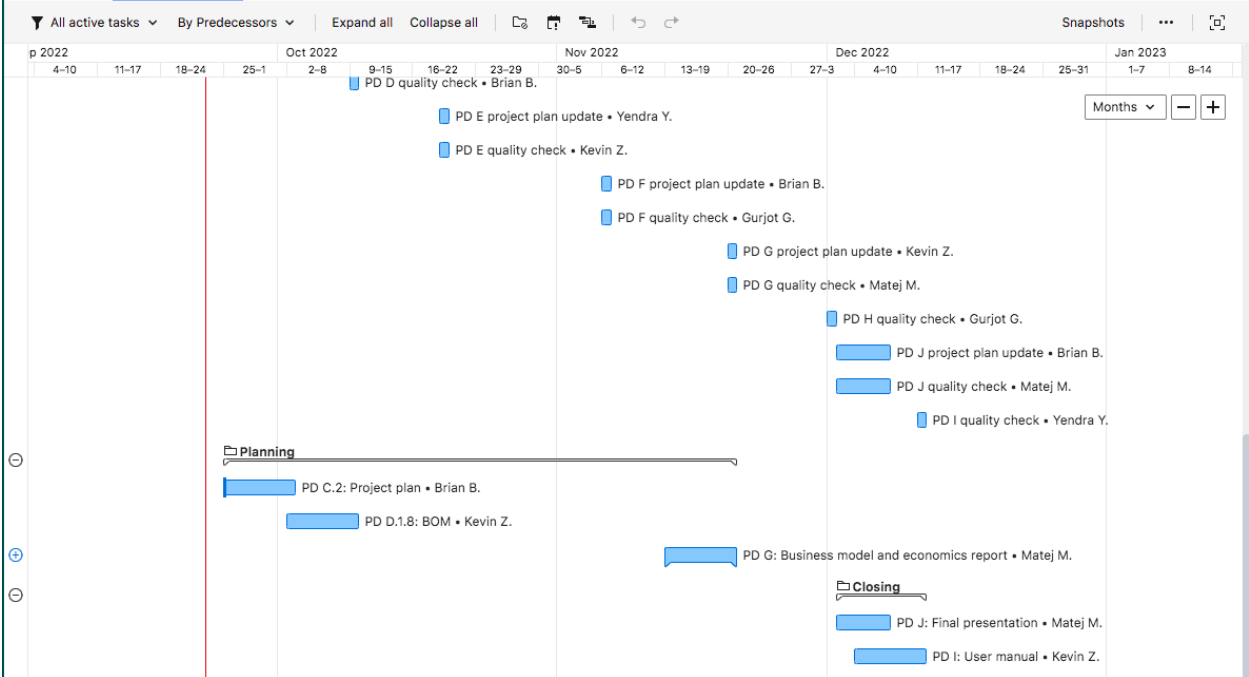 All active tasks By Predecessors Expand all Collapse all Snapshots
p 2022 Oct 2022 Nov 2022 Dec 2022 Jan 2023
4–10 11–17 18–24 25–1 2–8 9–15 16–22 23–29 30–5 6–12 13–19 20–26 27–3 4–10 11–17 18–24 25–31 1–7 8–14
PD D quality check • Brian B.
Months
PD E project plan update • Yendra Y.
PD E quality check • Kevin Z.
PD F project plan update • Brian B.
PD F quality check • Gurjot G.
PD G project plan update • Kevin Z.
PD G quality check • Matej M.
PD H quality check • Gurjot G.
PD J project plan update • Brian B.
PD J quality check • Matej M.
PD I quality check • Yendra Y.
Planning
PD C.2: Project plan • Brian B.
PD D.1.8: BOM • Kevin Z.
PD G: Business model and economics report • Matej M.
Closing
PD J: Final presentation • Matej M.
PD I: User manual • Kevin Z.